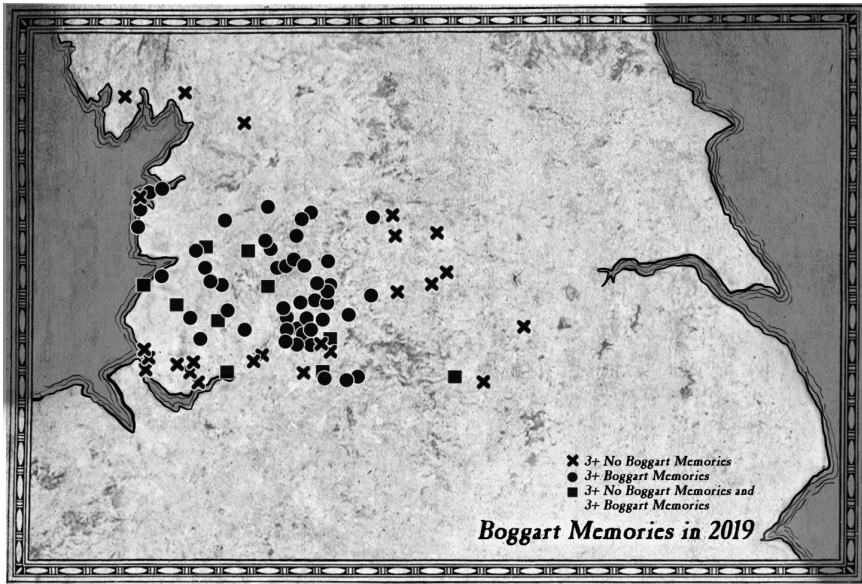 3+ No Boggart Memories
3+ Boggart Memories
3+ No Boggart Memories and
3+ Boggart Memories
Boggart Memories in 2019